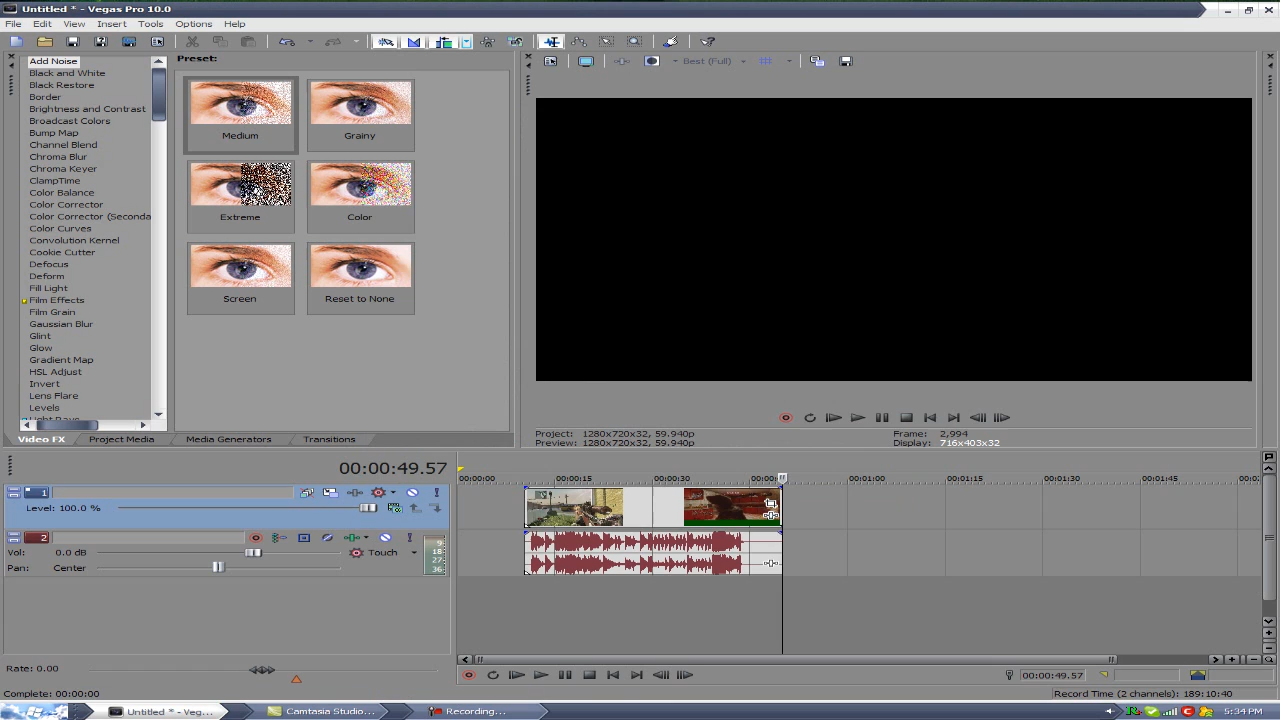 Untitled * - Vegas Pro 10.0
File Edit View Insert Tools Options Help
Add Noise
Black and White
Black Restore
Border
Brightness and Contrast
Broadcast Colors
Bump Map
Channel Blend
Chroma Blur
Chroma Keyer
ClampTime
Color Balance
Color Corrector
Color Corrector (Seconda
Color Curves
Convolution Kernel
Cookie Cutter
Defocus
Deform
Fill Light
Film Effects
Film Grain
Gaussian Blur
Glint
Glow
Gradient Map
HSL Adjust
Invert
Lens Flare
Levels
Preset:
Medium Grainy
Extreme Color
Screen Reset to None
Best (Full)
Video FX Project Media Media Generators Transitions
Project: 1280x720x32, 59.940p Frame: 2,994
Preview: 1280x720x32, 59.940p Display: 716x403x32
00:00:49.57
00:00:00 00:00:15 00:00:30 00:00: 00:01:00 00:01:15 00:01:30 00:01:45 00:0
1
Level: 100.0 %
2
Vol: 0.0 dB Touch
Pan: Center
9
18
27
36
Rate: 0.00
00:00:49.57
Complete: 00:00:00
Record Time (2 channels): 189:10:40
Untitled * - Vega... Camtasia Studio... Recording... 5:34 PM